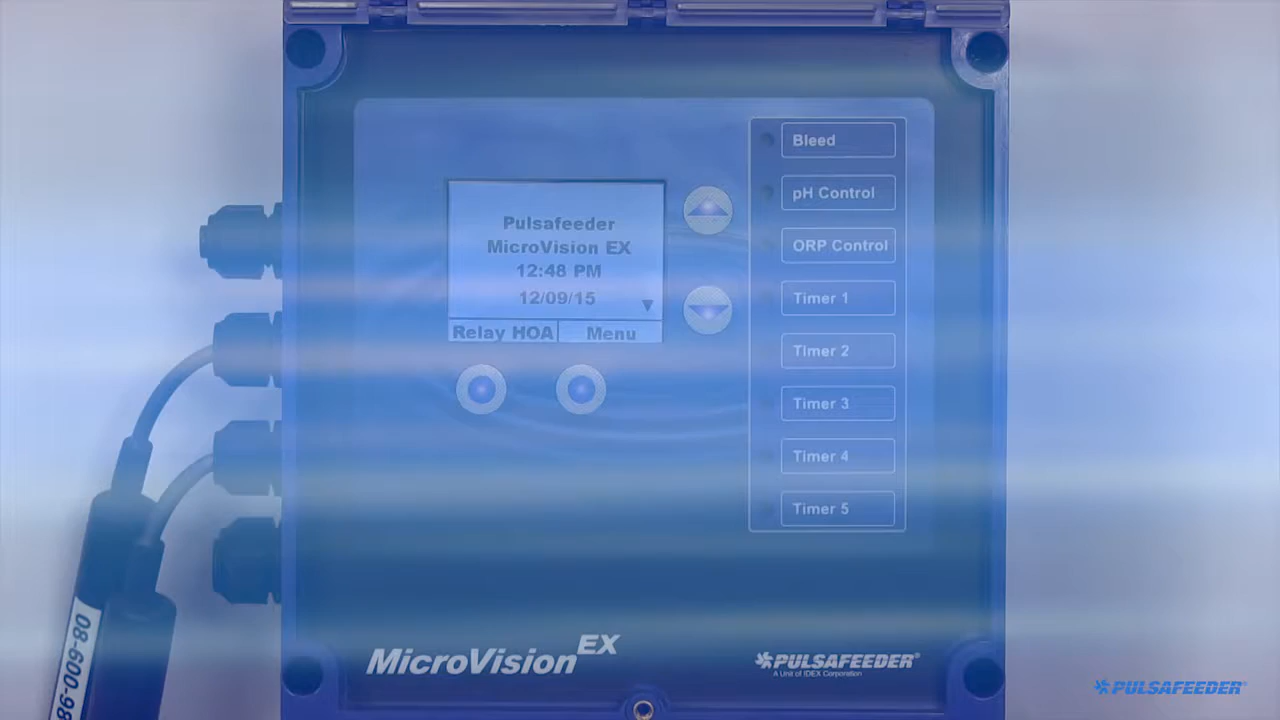 Bleed
pH Control
ORP Control
Timer 1
Timer 2
Timer 3
Timer 4
Timer 5
Pulsafeeder
MicroVision EX
12:48 PM
12/09/15
Relay HOA
Menu
MicroVision EX
PULSAFEEDER®
A Unit of IDEX Corporation
PULSAFEEDER
08-600-86